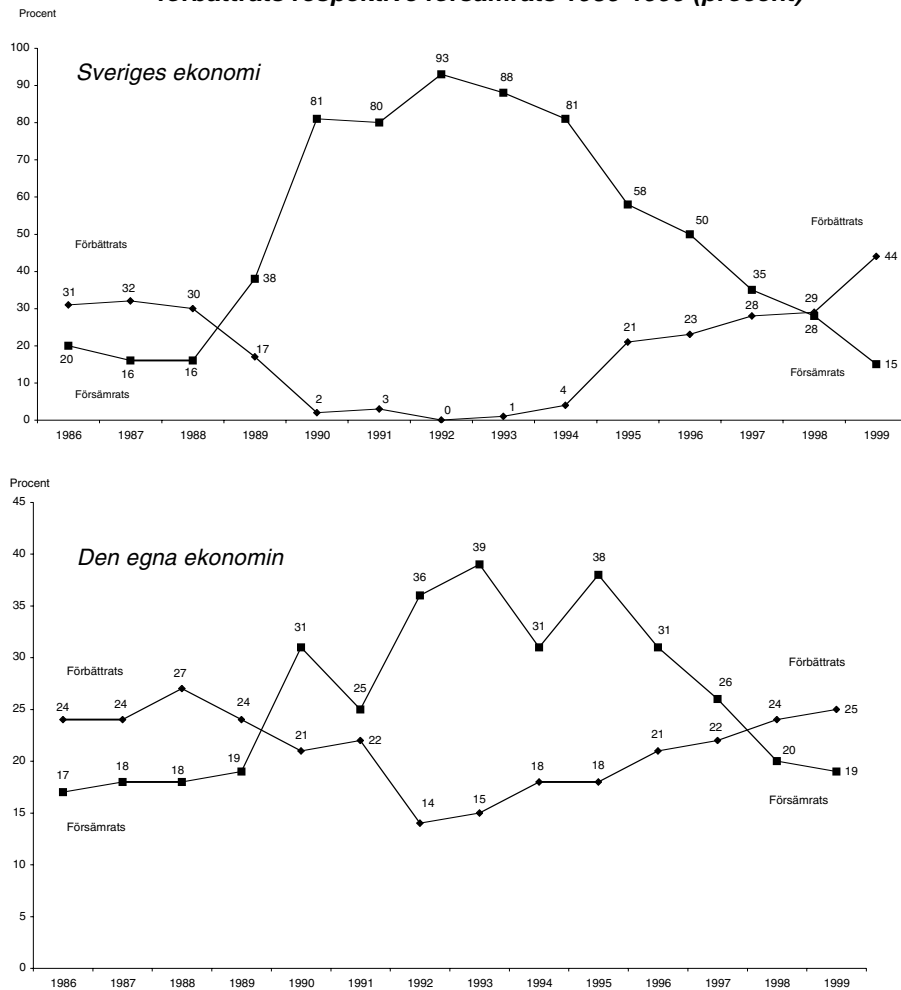 förbättrats respektive försämrats 1986-1999 (procent)
Procent
Sveriges ekonomi
100
90
80
70
60
50
40
30
20
10
0
Förbättrats
Försämrats
31 32 30 17 2 3 0 1 4 21 23 28 29 44
20 16 16 38 81 80 93 88 81 58 50 35 28 15
Förbättrats
Försämrats
1986 1987 1988 1989 1990 1991 1992 1993 1994 1995 1996 1997 1998 1999
Procent
Den egna ekonomin
45
40
35
30
25
20
15
10
5
0
Förbättrats
Försämrats
24 24 27 24 21 22 14 15 18 18 21 22 24 25
17 18 18 19 31 25 36 39 31 38 31 26 20 19
Förbättrats
Försämrats
1986 1987 1988 1989 1990 1991 1992 1993 1994 1995 1996 1997 1998 1999